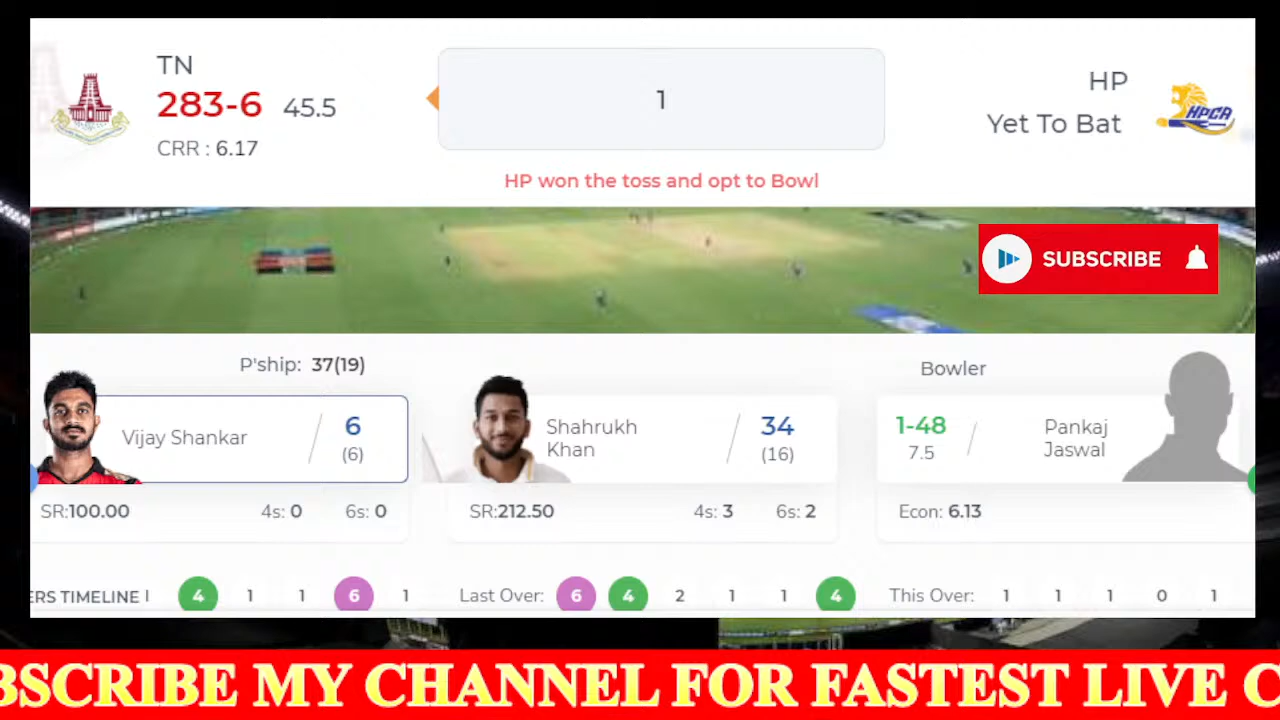 TN
283-6 45.5
CRR : 6.17
1
HP
Yet To Bat
HPCA
HP won the toss and opt to Bowl
SUBSCRIBE
P'ship: 37(19)
Bowler
Vijay Shankar 6
(6)
SR:100.00 4s: 0 6s: 0
Shahrukh
Khan
34
(16)
SR:212.50 4s: 3 6s: 2
1-48
7.5
Pankaj
Jaswal
Econ: 6.13
ERS TIMELINE 4 1 1 6 1 Last Over: 6 4 2 1 1 4 This Over: 1 1 1 0 1
BSCRIBE MY CHANNEL FOR FASTEST LIVE C